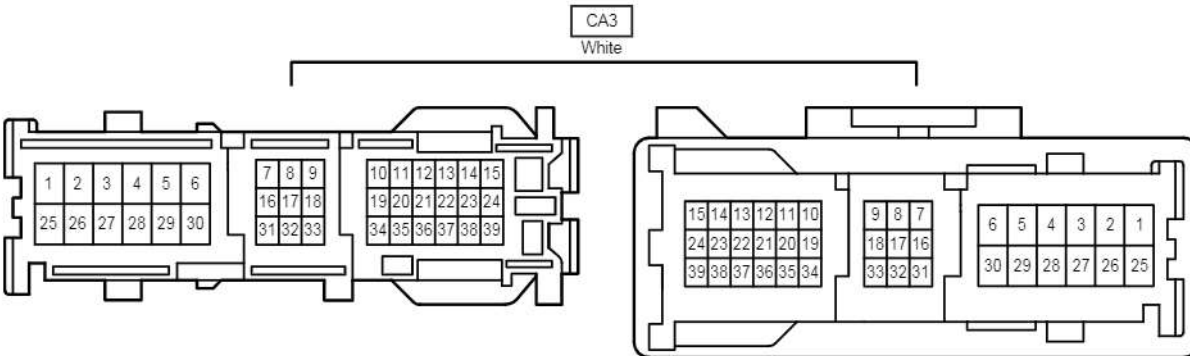 CA3
White
1 2 3 4 5 6
25 26 27 28 29 30
7 8 9
16 17 18
31 32 33
10 11 12 13 14 15
19 20 21 22 23 24
34 35 36 37 38 39
15 14 13 12 11 10
24 23 22 21 20 19
39 38 37 36 35 34
9 8 7
18 17 16
33 32 31
6 5 4 3 2 1
30 29 28 27 26 25